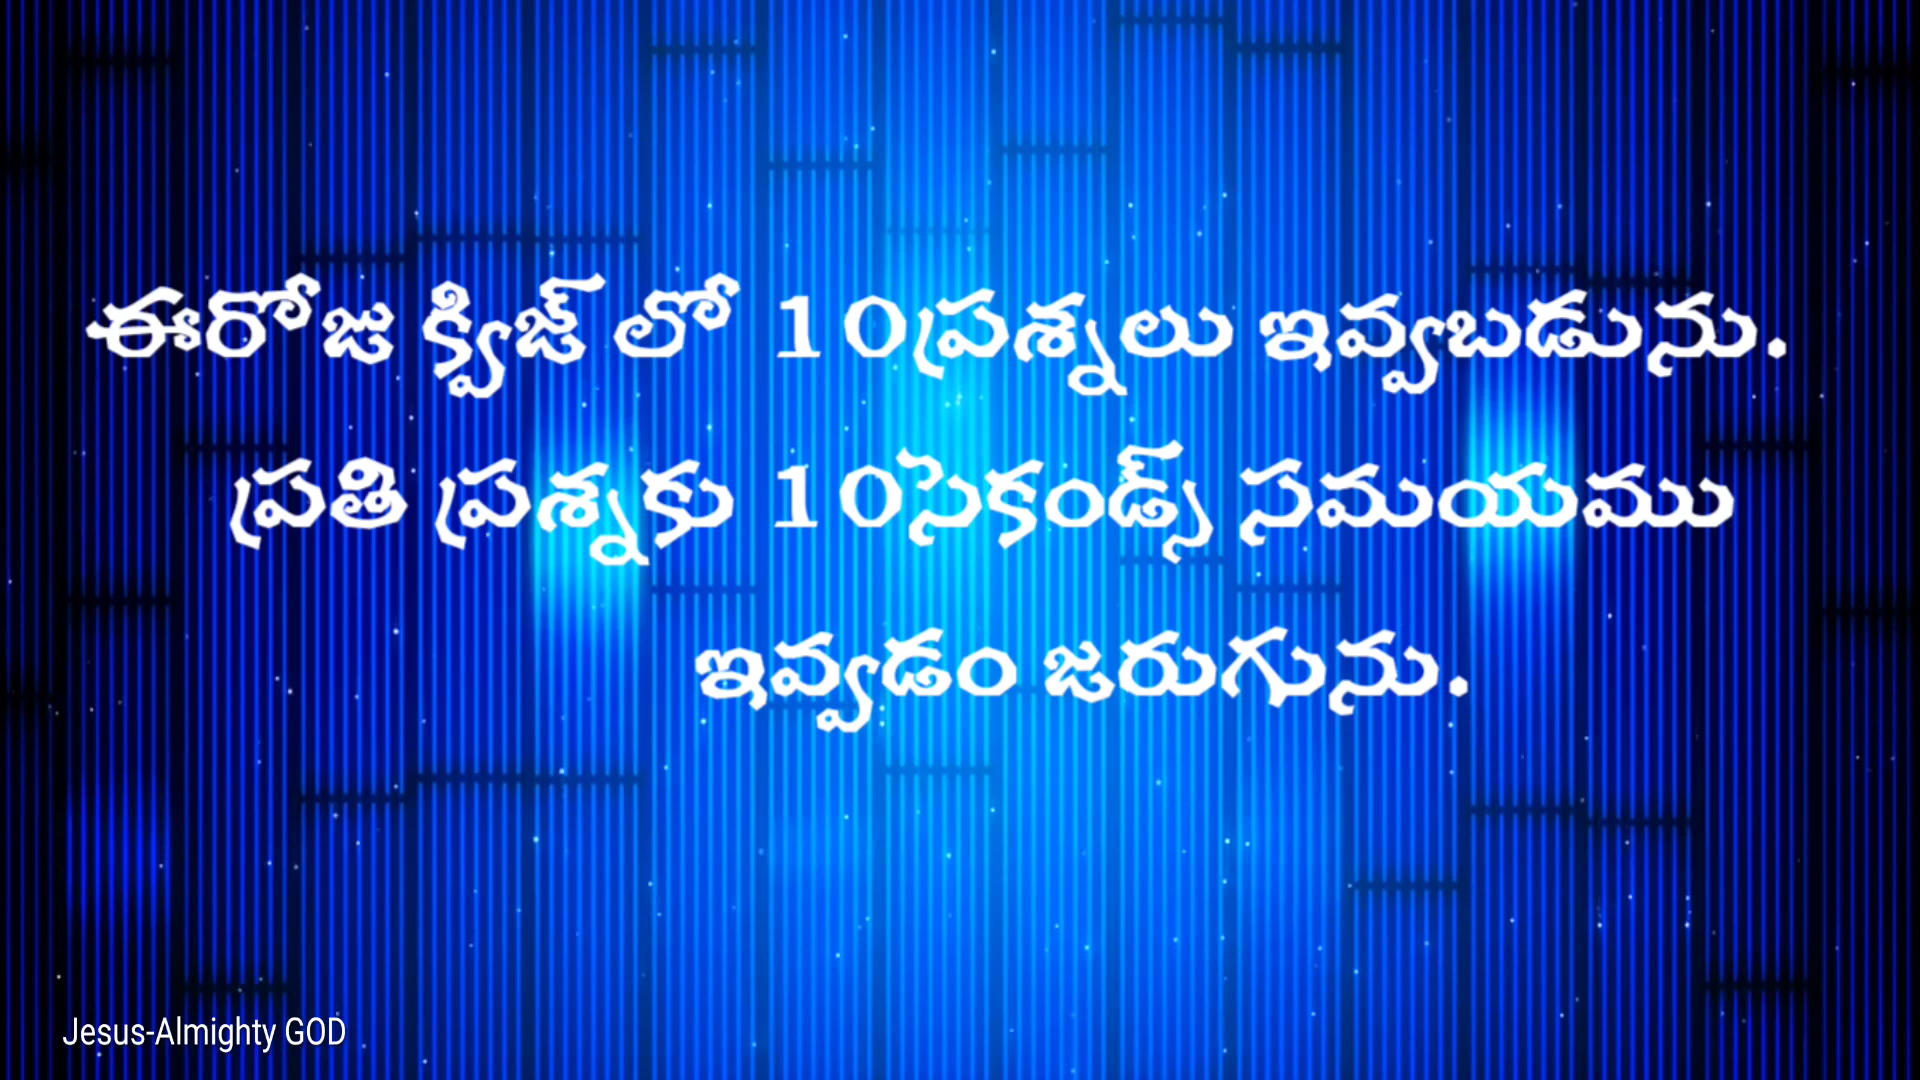 ఈరోజు క్విజ్ లో 10ప్రశ్నలు ఇవ్వబడును.
ప్రతి ప్రశ్నకు 10సెకండ్స్ సమయము
ఇవ్వడం జరుగును.
Jesus-Almighty GOD